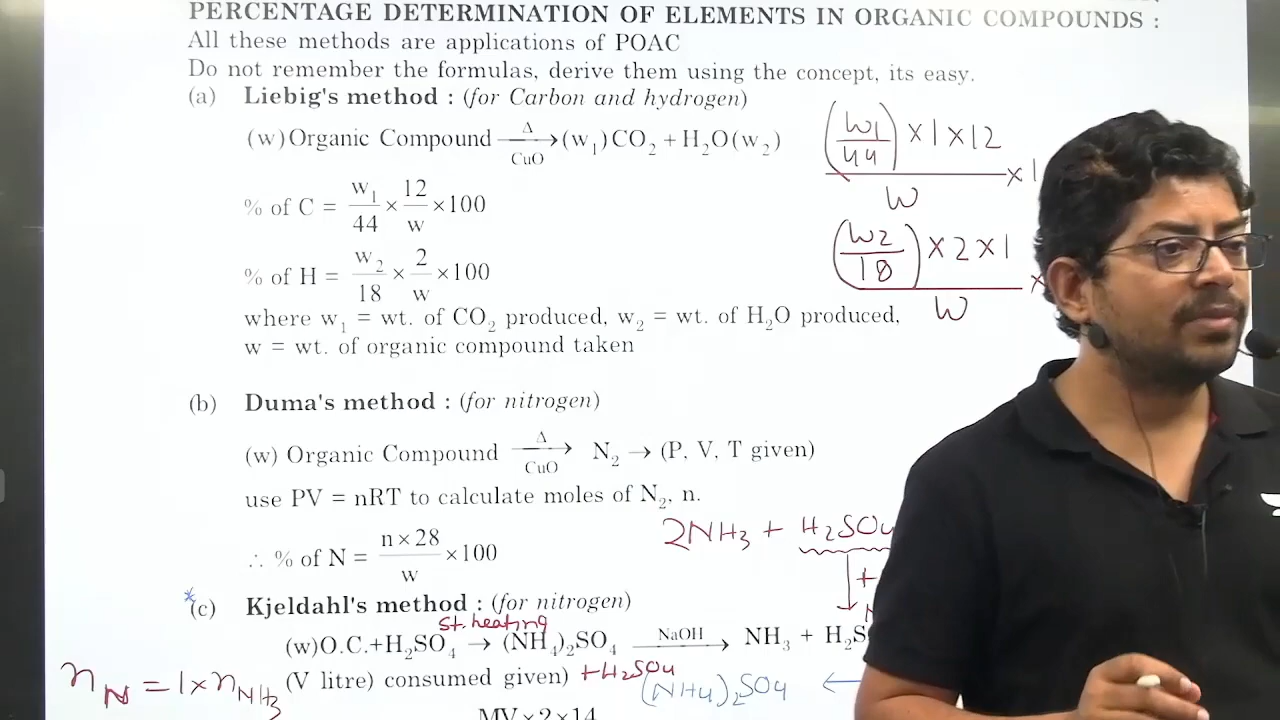 PERCENTAGE DETERMINATION OF ELEMENTS IN ORGANIC COMPOUNDS :
All these methods are applications of POAC
Do not remember the formulas, derive them using the concept, its easy.
(a) Liebig's method : (for Carbon and hydrogen)
(w)Organic Compound —Δ/CuO→ (w₁)CO₂ + H₂O(w₂)
(w1/44) × 1 × 12 / w × 1
% of C = w₁/44 × 12/w × 100
(w2/18) × 2 × 1 / w ×
% of H = w₂/18 × 2/w × 100
where w₁ = wt. of CO₂ produced, w₂ = wt. of H₂O produced,
w = wt. of organic compound taken
(b) Duma's method : (for nitrogen)
(w) Organic Compound —Δ/CuO→ N₂ → (P, V, T given)
use PV = nRT to calculate moles of N₂, n.
2NH3 + H2SO4
∴ % of N = n×28/w × 100
*(c) Kjeldahl's method : (for nitrogen)
st. heating
(w)O.C.+H₂SO₄ → (NH₄)₂SO₄ —NaOH→ NH₃ + H₂S
nN = 1 × nNH3
(V litre) consumed given) + H2SO4
(NH4)2SO4 ←
MV×2×14